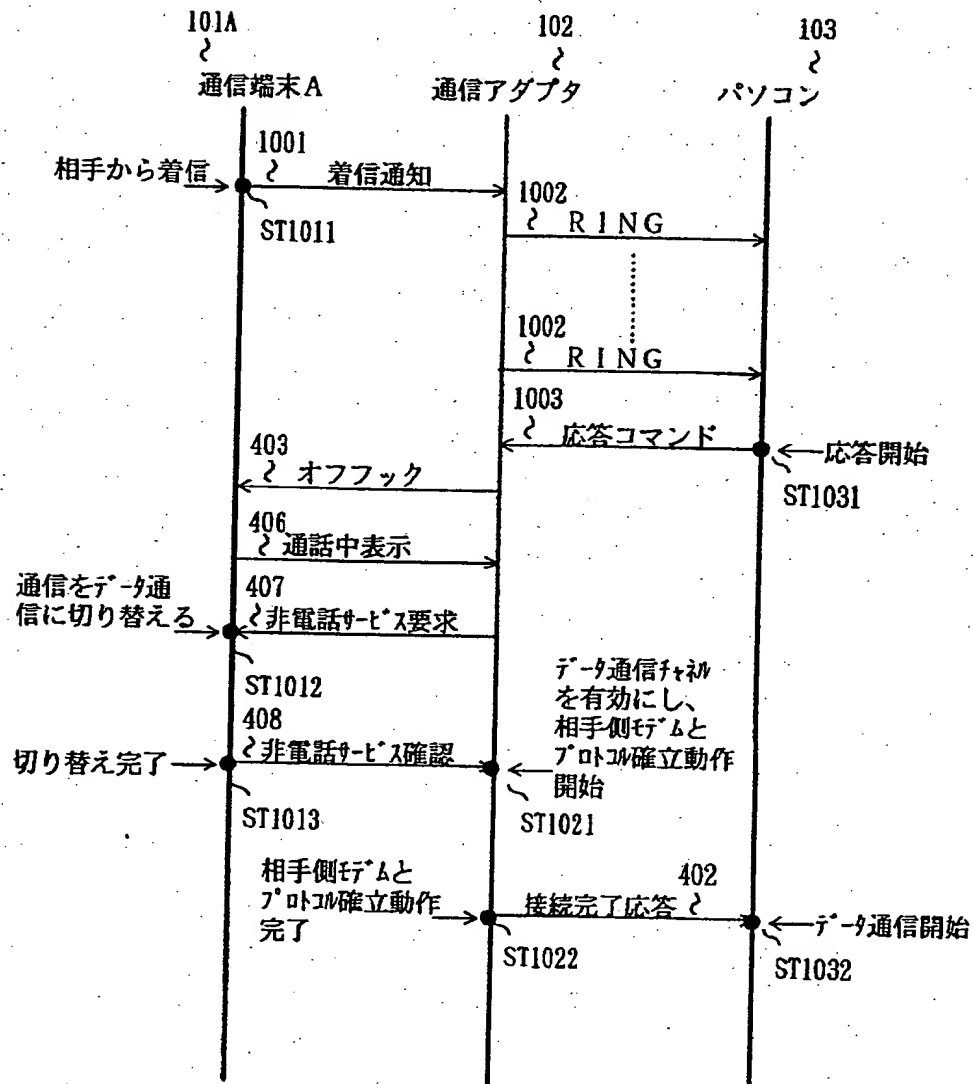 101A
102
103
通信端末A
通信アダプタ
パソコン
1001
相手から着信
着信通知
ST1011
1002
RING
1002
RING
1003
応答コマンド
応答開始
ST1031
403
オフフック
406
通話中表示
通信をデータ通
信に切り替える
407
非電話サービス要求
ST1012
データ通信チャネル
を有効にし、
相手側モデムと
プロトコル確立動作
開始
408
切り替え完了
非電話サービス確認
ST1013
ST1021
相手側モデムと
プロトコル確立動作
完了
402
接続完了応答
データ通信開始
ST1022
ST1032